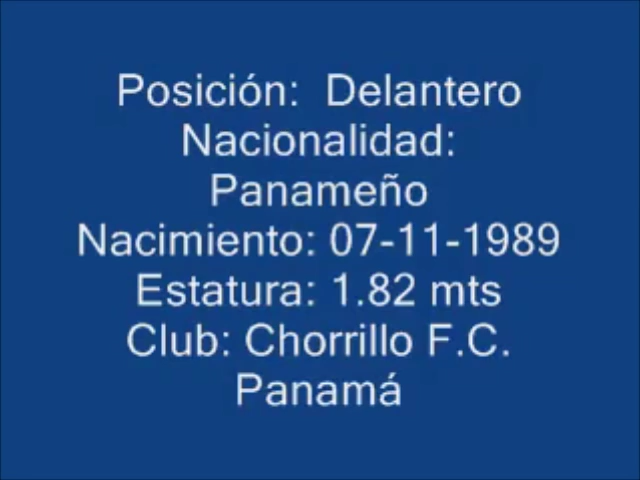 Posición: Delantero
Nacionalidad:
Panameño
Nacimiento: 07-11-1989
Estatura: 1.82 mts
Club: Chorrillo F.C.
Panamá